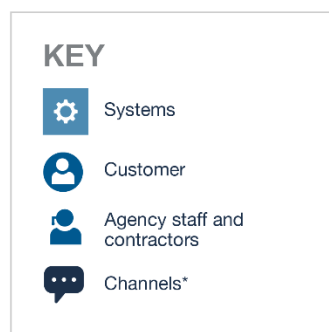 KEY
Systems
Customer
Agency staff and
contractors
Channels*